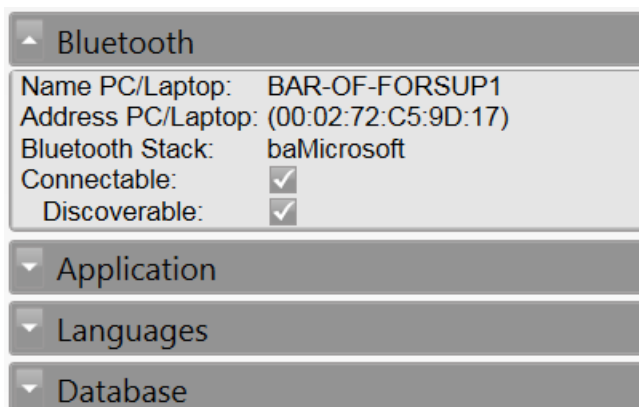 Bluetooth
Name PC/Laptop: BAR-OF-FORSUP1
Address PC/Laptop: (00:02:72:C5:9D:17)
Bluetooth Stack: baMicrosoft
Connectable:
Discoverable:
Application
Languages
Database